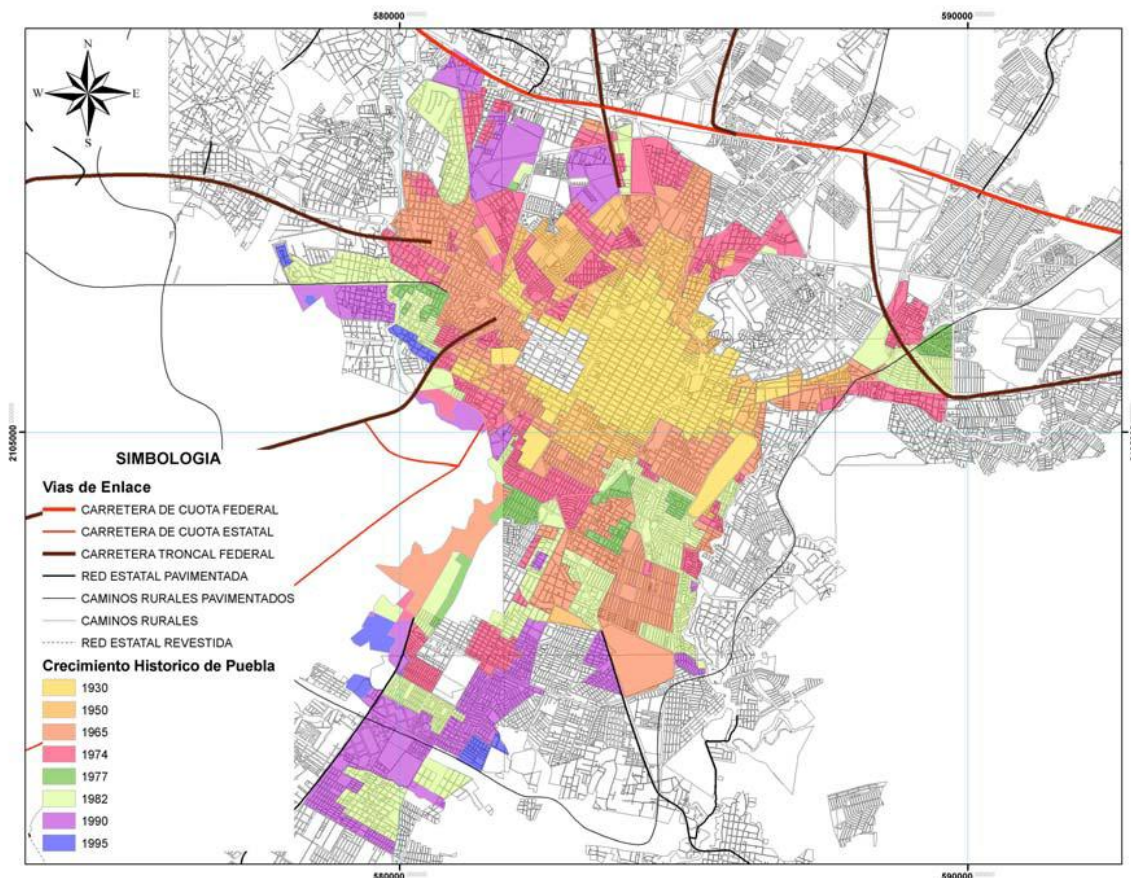 580000
590000
N
W E
S
2105000
SIMBOLOGIA
Vias de Enlace
CARRETERA DE CUOTA FEDERAL
CARRETERA DE CUOTA ESTATAL
CARRETERA TRONCAL FEDERAL
RED ESTATAL PAVIMENTADA
CAMINOS RURALES PAVIMENTADOS
CAMINOS RURALES
RED ESTATAL REVESTIDA
Crecimiento Historico de Puebla
1930
1950
1965
1974
1977
1982
1990
1995
580000
590000